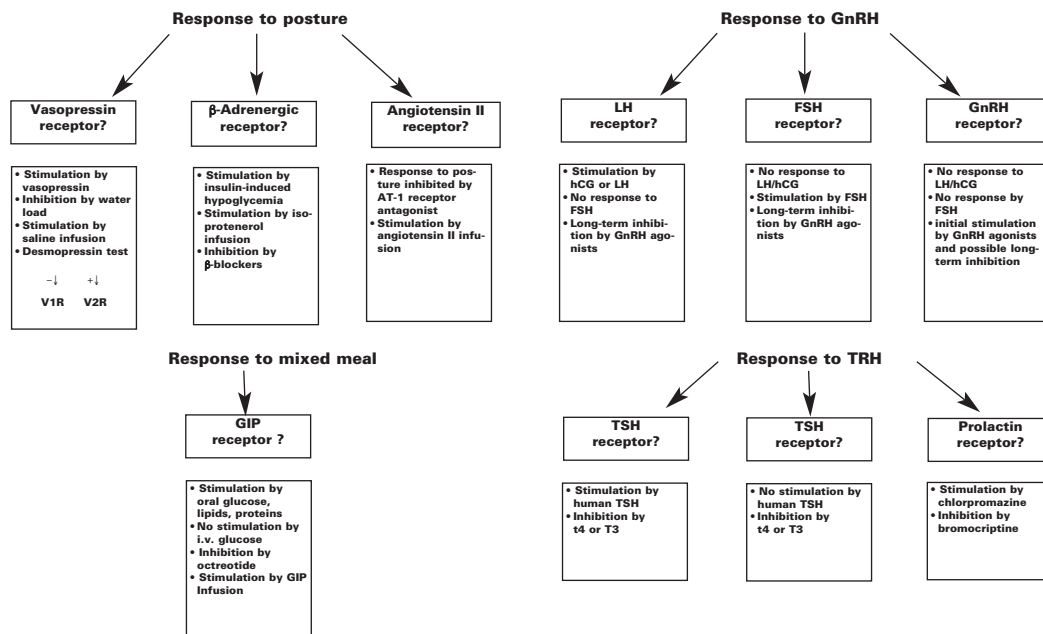 Response to posture
Vasopressin
receptor?
β-Adrenergic
receptor?
Angiotensin II
receptor?
• Stimulation by
vasopressin
• Inhibition by water
load
• Stimulation by
saline infusion
• Desmopressin test
–↓ +↓
V1R V2R
• Stimulation by
insulin-induced
hypoglycemia
• Stimulation by iso-
protenerol
infusion
• Inhibition by
β-blockers
• Response to pos-
ture inhibited by
AT-1 receptor
antagonist
• Stimulation by
angiotensin II infu-
sion
Response to GnRH
LH
receptor?
FSH
receptor?
GnRH
receptor?
• Stimulation by
hCG or LH
• No response to
FSH
• Long-term inhibi-
tion by GnRH ago-
nists
• No response to
LH/hCG
• Stimulation by FSH
• Long-term inhibi-
tion by GnRH ago-
nists
• No response to
LH/hCG
• No response by
FSH
• initial stimulation
by GnRH agonists
and possible long-
term inhibition
Response to mixed meal
GIP
receptor ?
• Stimulation by
oral glucose,
lipids, proteins
• No stimulation by
i.v. glucose
• Inhibition by
octreotide
• Stimulation by GIP
Infusion
Response to TRH
TSH
receptor?
TSH
receptor?
Prolactin
receptor?
• Stimulation by
human TSH
• Inhibition by
t4 or T3
• No stimulation by
human TSH
• Inhibition by
t4 or T3
• Stimulation by
chlorpromazine
• Inhibition by
bromocriptine